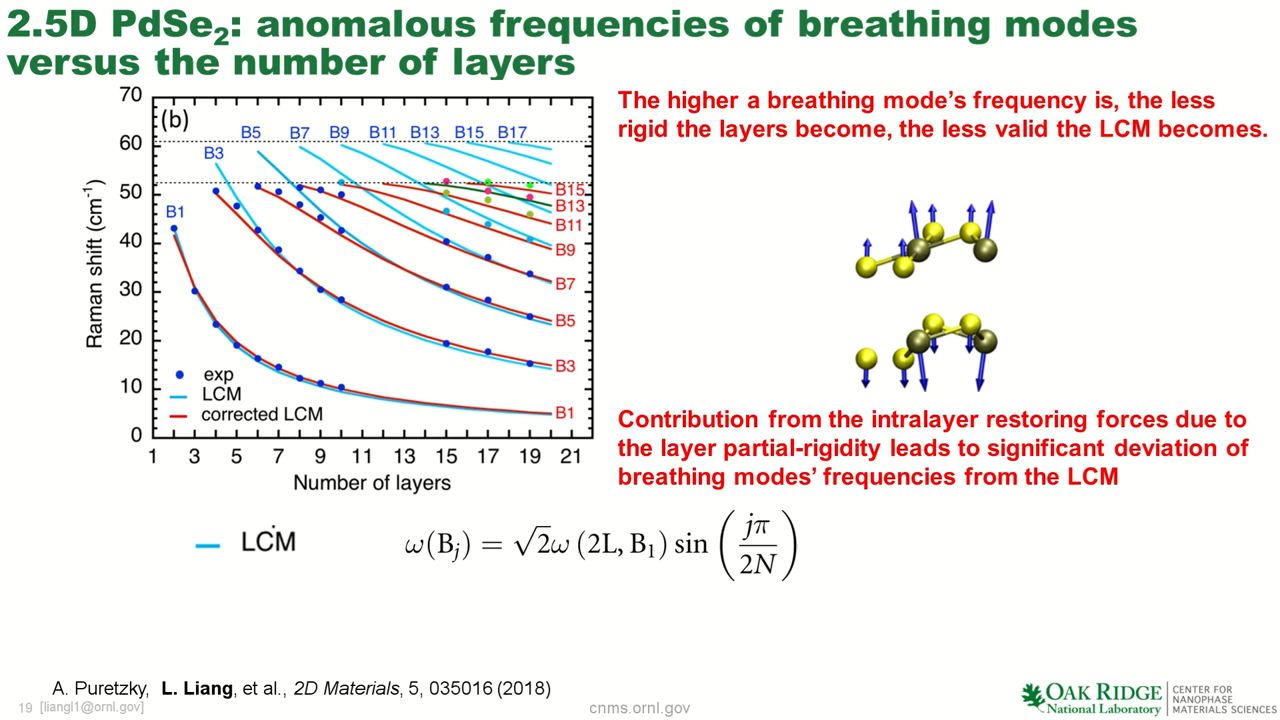 2.5D PdSe₂: anomalous frequencies of breathing modes
versus the number of layers
The higher a breathing mode's frequency is, the less
rigid the layers become, the less valid the LCM becomes.
(b)
Raman shift (cm⁻¹)
70
60
50
40
30
20
10
0
B1
B3
B5 B7 B9 B11 B13 B15 B17
B15
B13
B11
B9
B7
B5
B3
B1
exp
LCM
corrected LCM
1 3 5 7 9 11 13 15 17 19 21
Number of layers
Contribution from the intralayer restoring forces due to
the layer partial-rigidity leads to significant deviation of
breathing modes' frequencies from the LCM
LCM
ω(Bⱼ) = √2ω (2L, B₁) sin (jπ/2N)
A. Puretzky, L. Liang, et al., 2D Materials, 5, 035016 (2018)
19 [liangl1@ornl.gov]
cnms.ornl.gov
OAK RIDGE
National Laboratory
CENTER FOR
NANOPHASE
MATERIALS SCIENCES